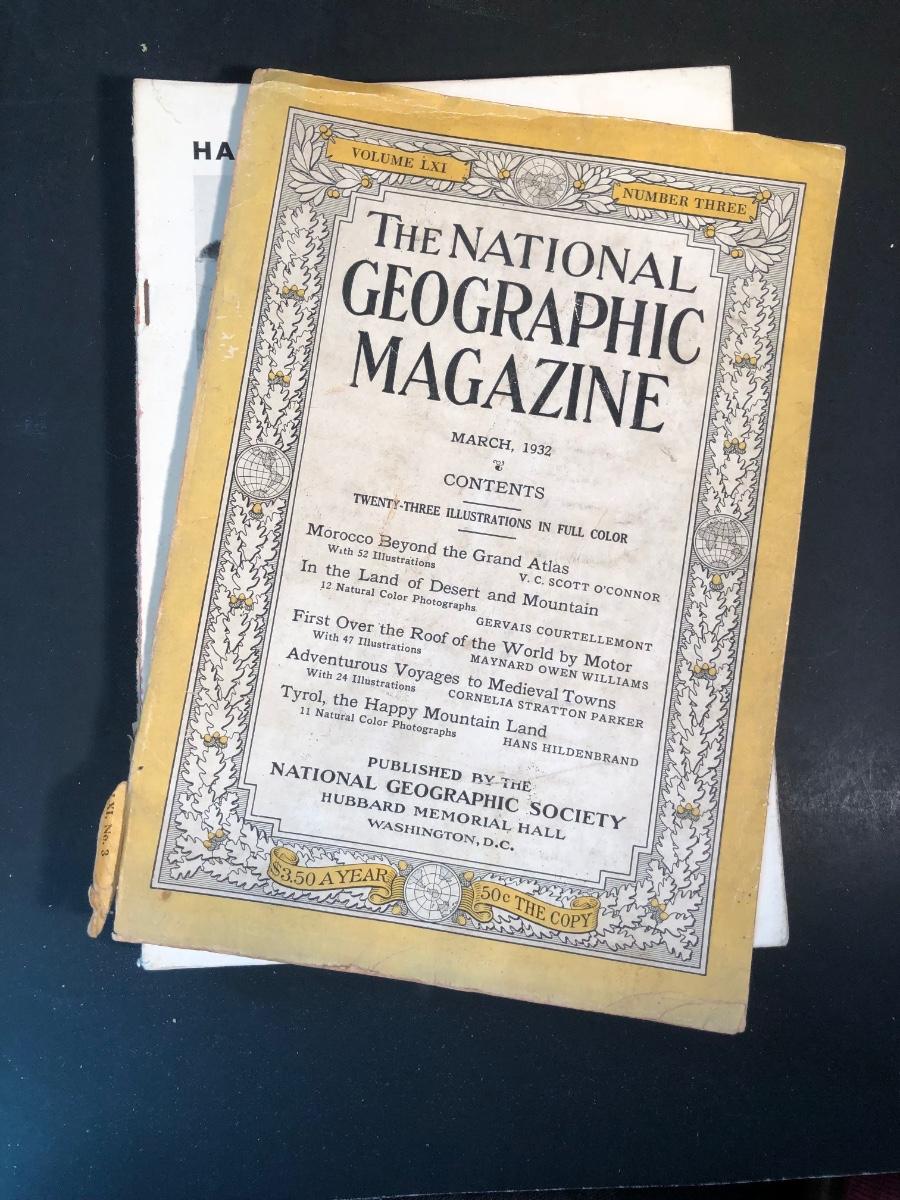 HA
VOLUME LXI
NUMBER THREE
THE NATIONAL
GEOGRAPHIC
MAGAZINE
MARCH, 1932
CONTENTS
TWENTY-THREE ILLUSTRATIONS IN FULL COLOR
Morocco Beyond the Grand Atlas
With 52 Illustrations
V. C. SCOTT O'CONNOR
In the Land of Desert and Mountain
12 Natural Color Photographs
GERVAIS COURTELLEMONT
First Over the Roof of the World by Motor
With 47 Illustrations
MAYNARD OWEN WILLIAMS
Adventurous Voyages to Medieval Towns
With 24 Illustrations
CORNELIA STRATTON PARKER
Tyrol, the Happy Mountain Land
11 Natural Color Photographs
HANS HILDENBRAND
PUBLISHED BY THE
NATIONAL GEOGRAPHIC SOCIETY
HUBBARD MEMORIAL HALL
WASHINGTON, D.C.
$3.50 A YEAR
50c THE COPY
No. 3